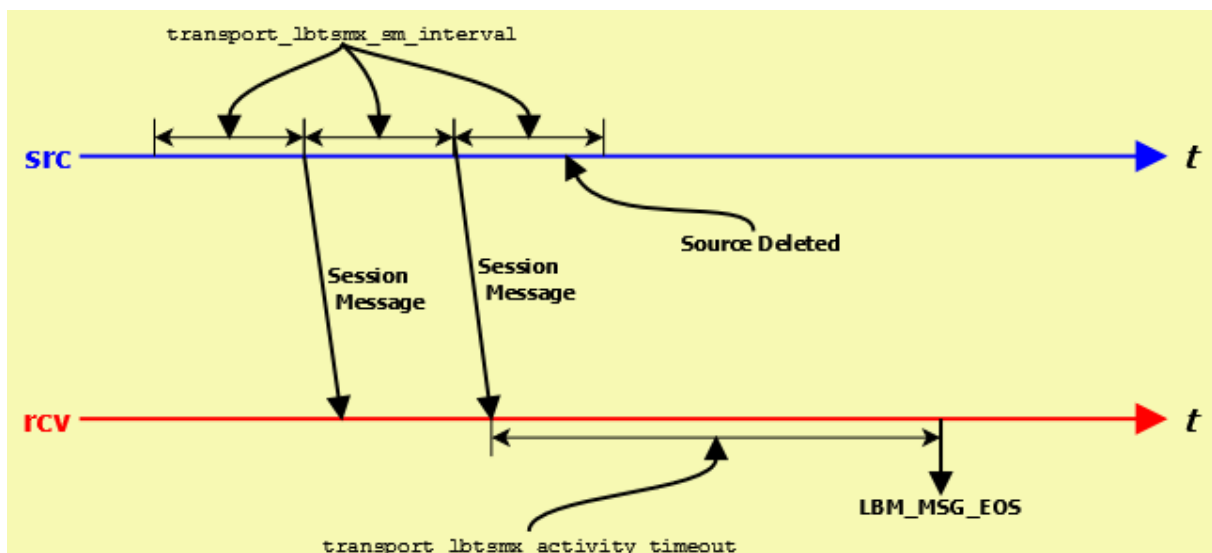 transport_lbtsmx_sm_interval
src
t
Source Deleted
Session
Message
Session
Message
rcv
t
LBM_MSG_EOS
transport_lbtsmx_activity_timeout